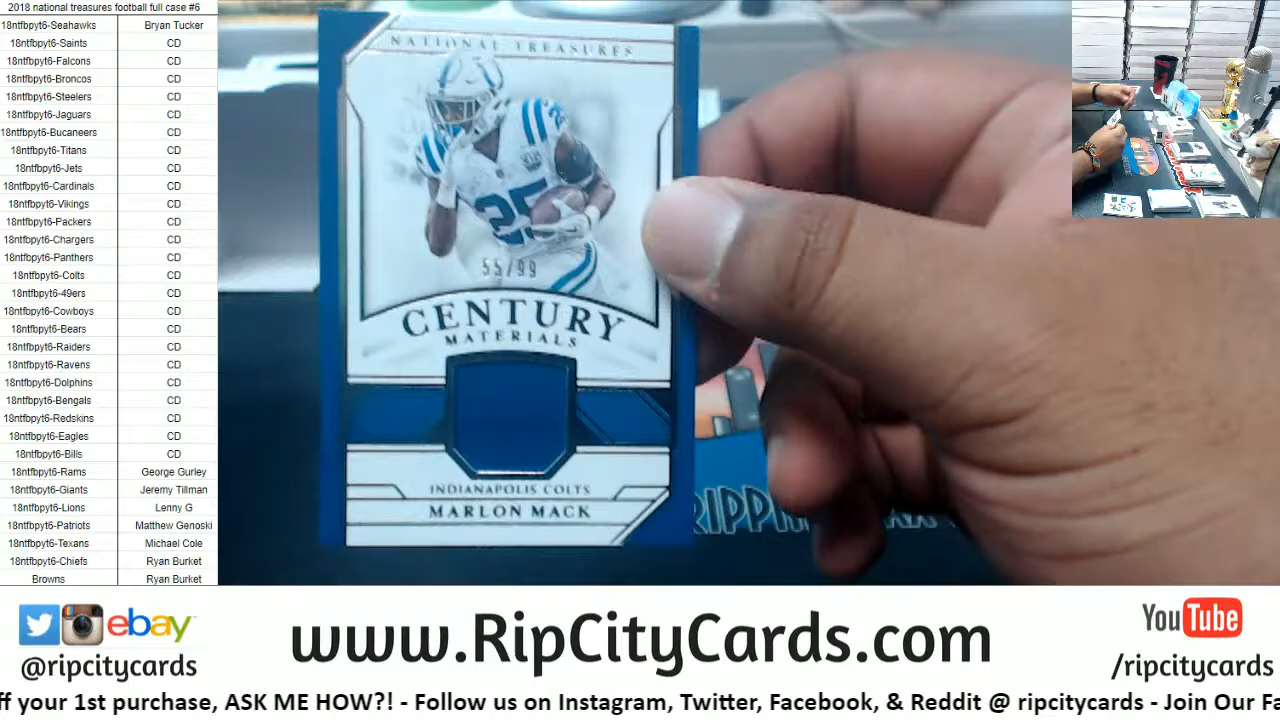 2018 national treasures football full case #6
18ntfbpyt6-Seahawks Bryan Tucker
18ntfbpyt6-Saints CD
18ntfbpyt6-Falcons CD
18ntfbpyt6-Broncos CD
18ntfbpyt6-Steelers CD
18ntfbpyt6-Jaguars CD
18ntfbpyt6-Bucaneers CD
18ntfbpyt6-Titans CD
18ntfbpyt6-Jets CD
18ntfbpyt6-Cardinals CD
18ntfbpyt6-Vikings CD
18ntfbpyt6-Packers CD
18ntfbpyt6-Chargers CD
18ntfbpyt6-Panthers CD
18ntfbpyt6-Colts CD
18ntfbpyt6-49ers CD
18ntfbpyt6-Cowboys CD
18ntfbpyt6-Bears CD
18ntfbpyt6-Raiders CD
18ntfbpyt6-Ravens CD
18ntfbpyt6-Dolphins CD
18ntfbpyt6-Bengals CD
18ntfbpyt6-Redskins CD
18ntfbpyt6-Eagles CD
18ntfbpyt6-Bills CD
18ntfbpyt6-Rams George Gurley
18ntfbpyt6-Giants Jeremy Tillman
18ntfbpyt6-Lions Lenny G
18ntfbpyt6-Patriots Matthew Genoski
18ntfbpyt6-Texans Michael Cole
18ntfbpyt6-Chiefs Ryan Burket
Browns Ryan Burket
NATIONAL TREASURES
25
25
55/99
CENTURY
MATERIALS
INDIANAPOLIS COLTS
MARLON MACK
ebay
@ripcitycards
www.RipCityCards.com
YouTube
/ripcitycards
ff your 1st purchase, ASK ME HOW?! - Follow us on Instagram, Twitter, Facebook, & Reddit @ ripcitycards - Join Our Fa